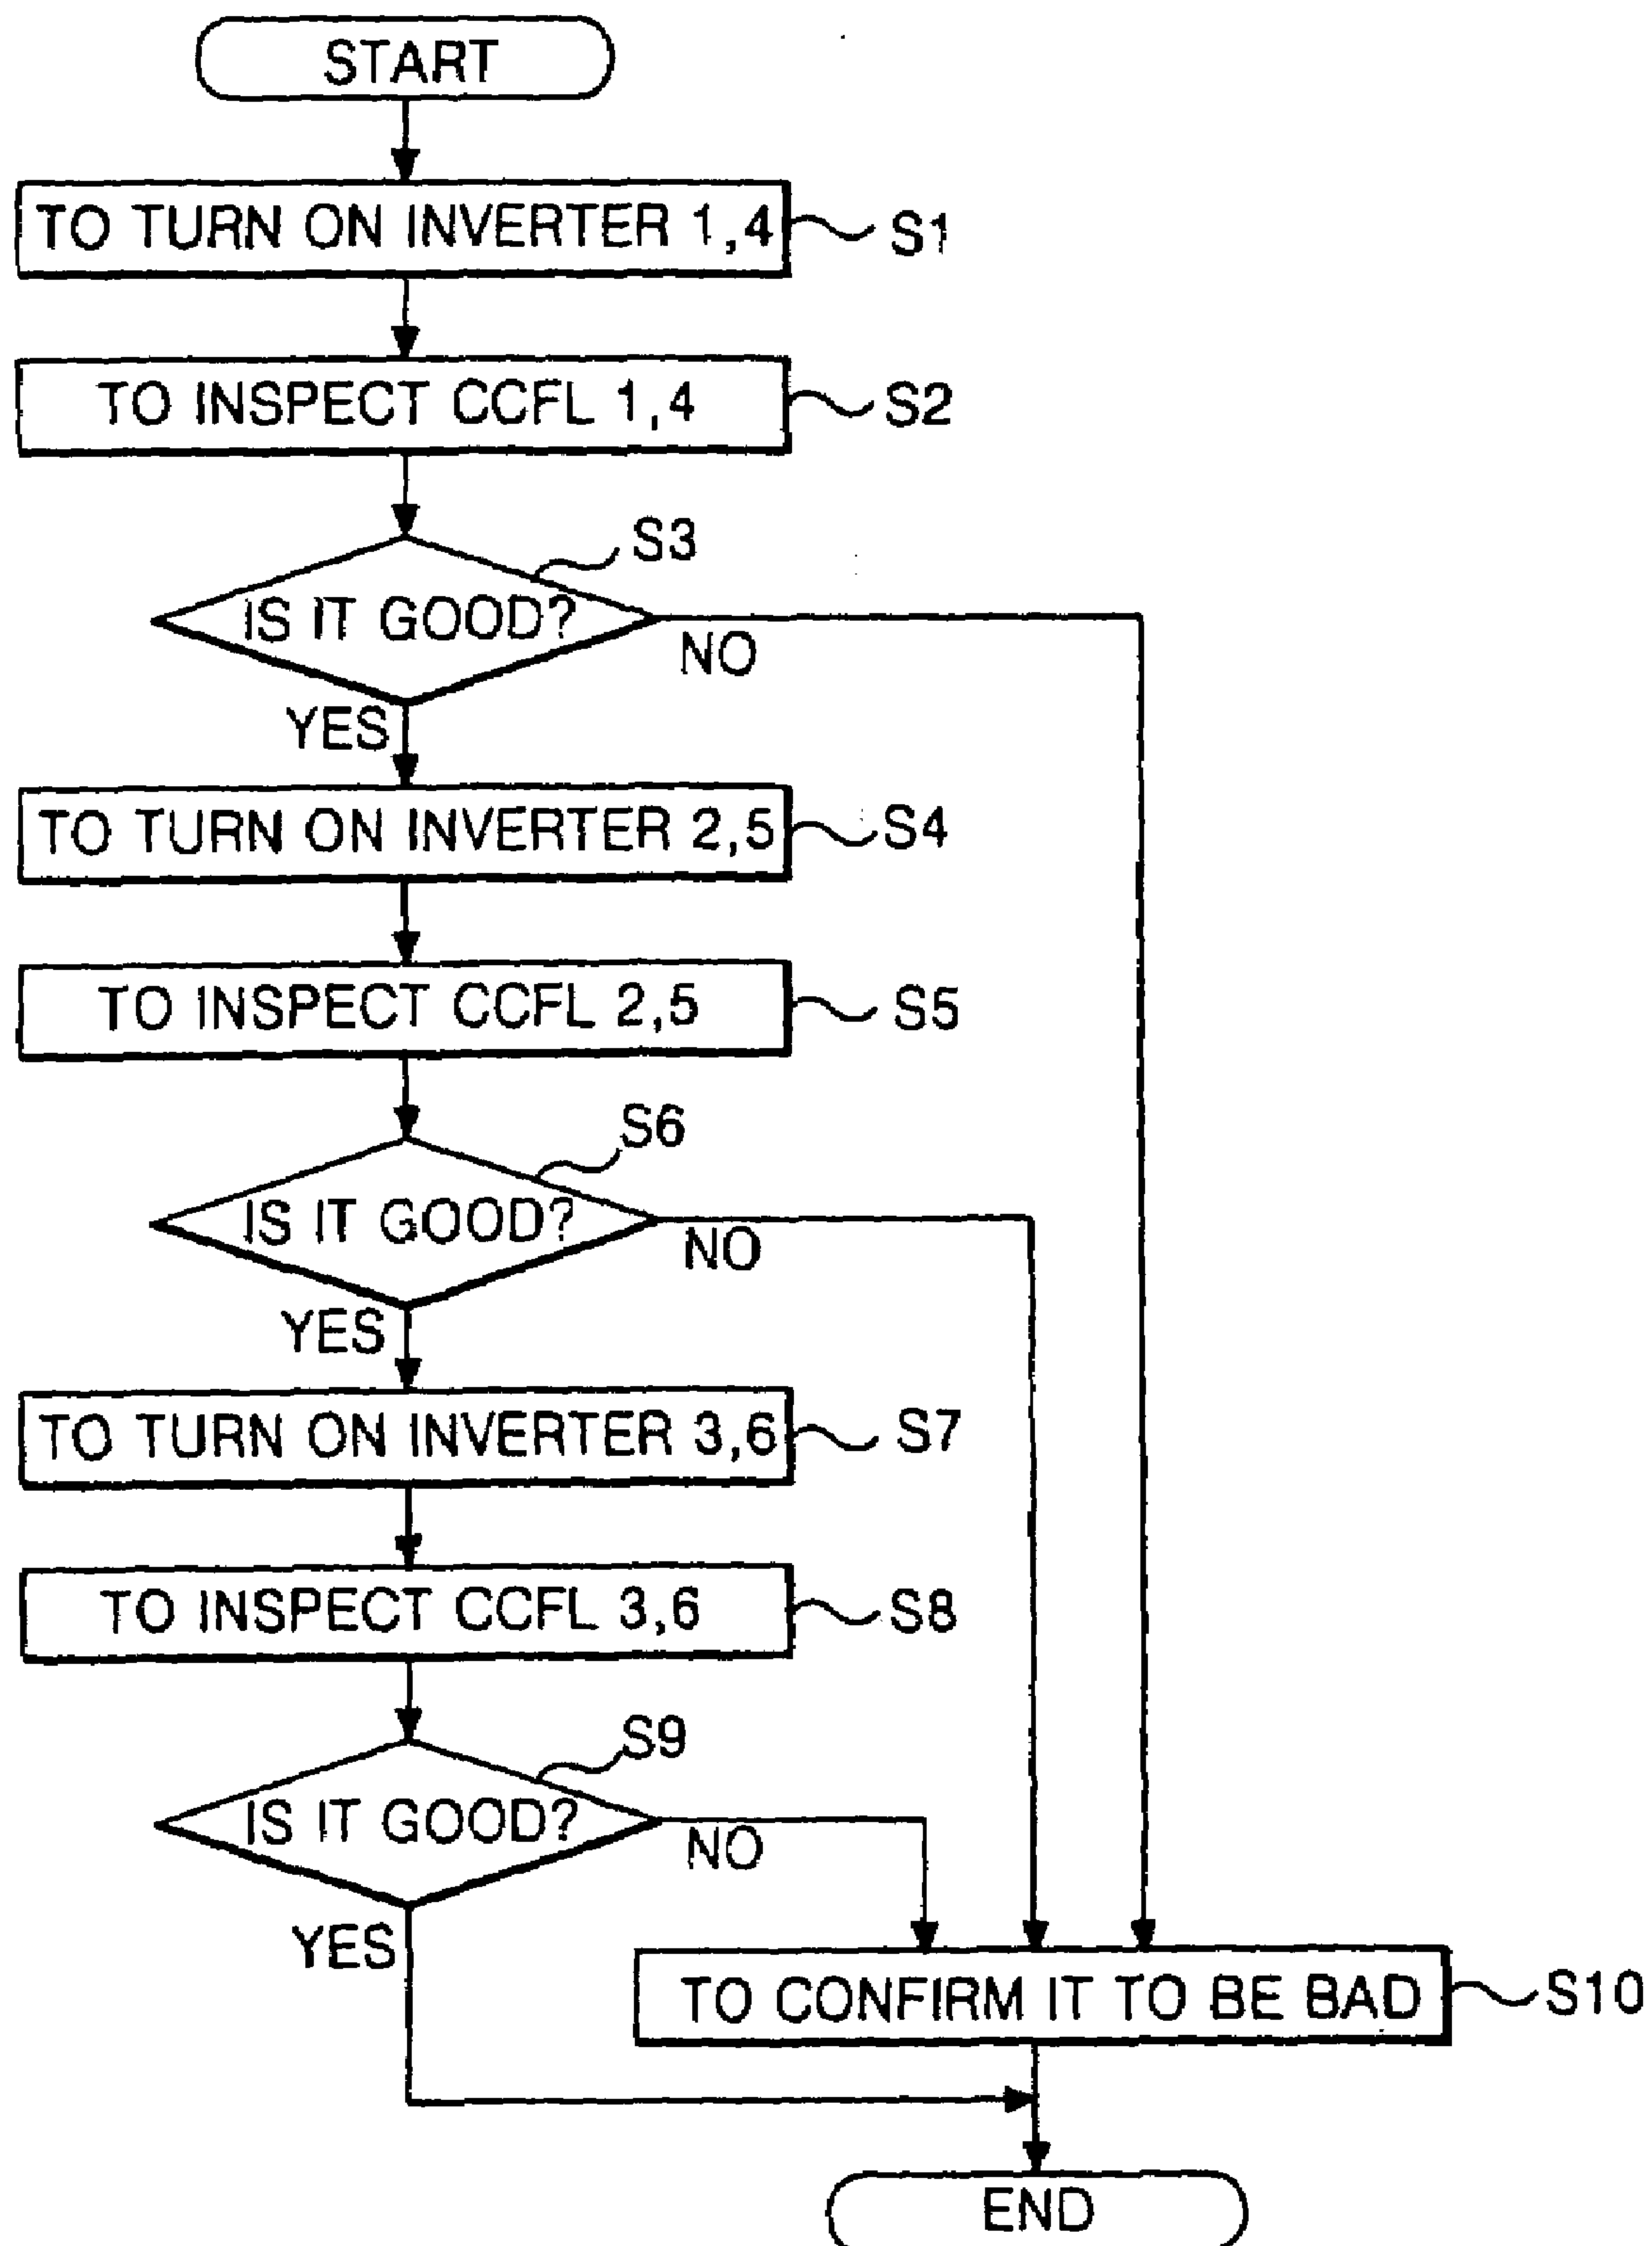 START
TO TURN ON INVERTER 1,4
S1
TO INSPECT CCFL 1,4
S2
S3
IS IT GOOD?
NO
YES
TO TURN ON INVERTER 2,5
S4
TO INSPECT CCFL 2,5
S5
S6
IS IT GOOD?
NO
YES
TO TURN ON INVERTER 3,6
S7
TO INSPECT CCFL 3,6
S8
S9
IS IT GOOD?
NO
YES
TO CONFIRM IT TO BE BAD
S10
END